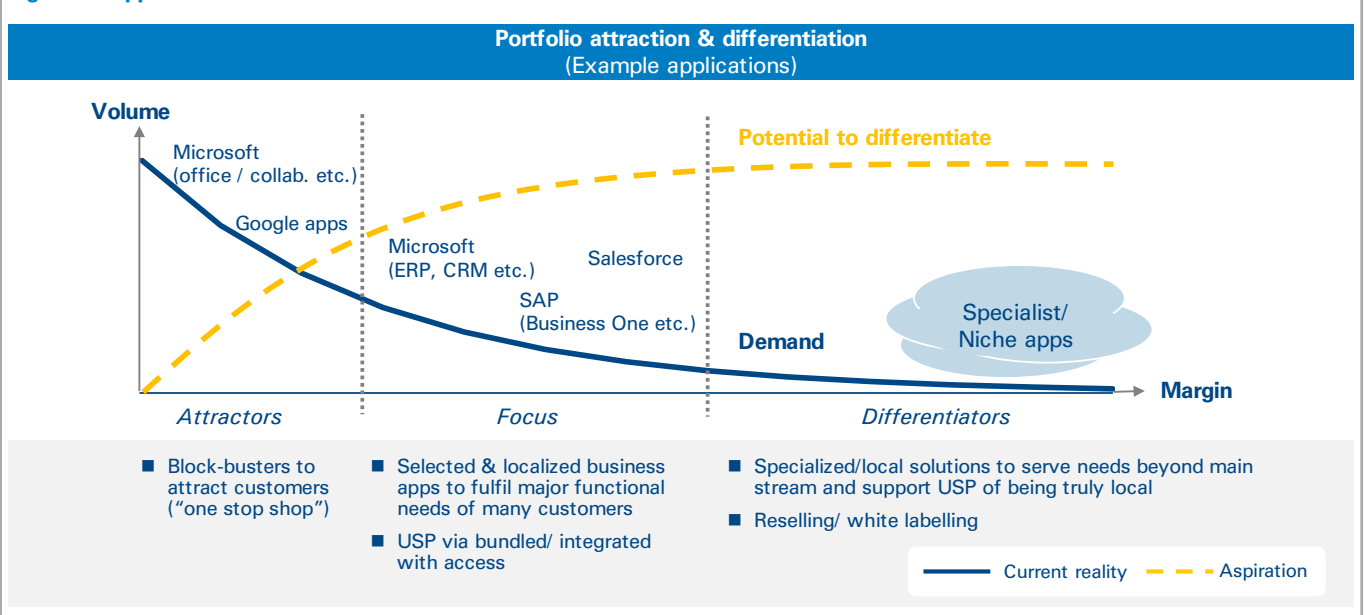 Portfolio attraction & differentiation
(Example applications)
Volume
Microsoft
(office / collab. etc.)
Google apps
Potential to differentiate
Microsoft
(ERP, CRM etc.)
Salesforce
SAP
(Business One etc.)
Demand
Specialist/
Niche apps
Margin
Attractors
Focus
Differentiators
■ Block-busters to
attract customers
(“one stop shop”)
■ Selected & localized business
apps to fulfil major functional
needs of many customers
■ USP via bundled/ integrated
with access
■ Specialized/local solutions to serve needs beyond main
stream and support USP of being truly local
■ Reselling/ white labelling
Current reality
Aspiration